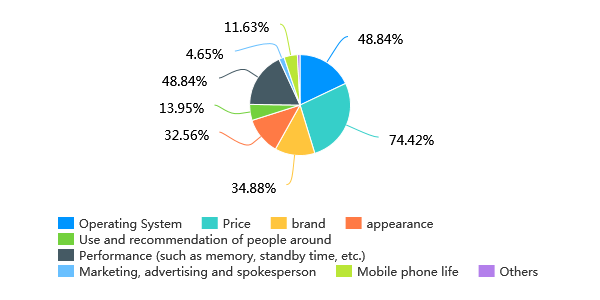 11.63%
48.84%
4.65%
48.84%
13.95%
32.56%
74.42%
34.88%
Operating System Price brand appearance
Use and recommendation of people around
Performance (such as memory, standby time, etc.)
Marketing, advertising and spokesperson Mobile phone life Others